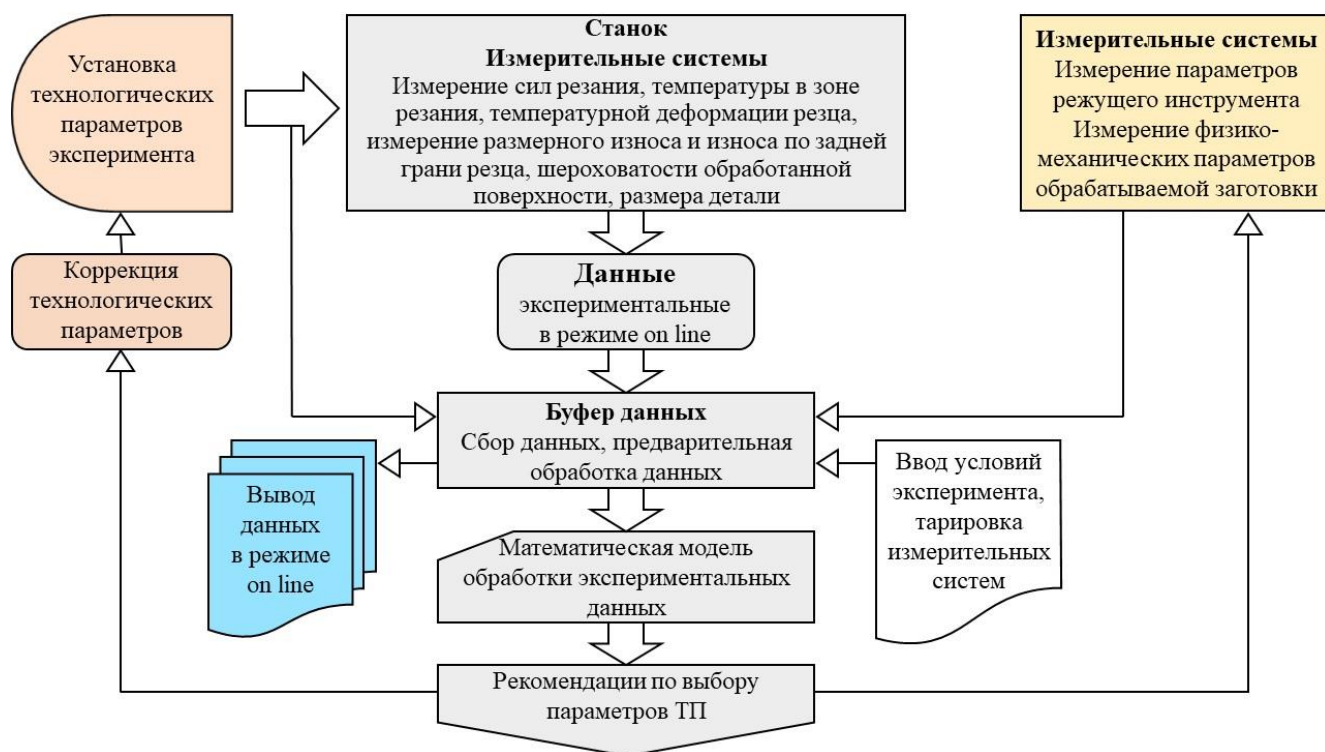 Установка
технологических
параметров
эксперимента
Станок
Измерительные системы
Измерение сил резания, температуры в зоне
резания, температурной деформации резца,
измерение размерного износа и износа по задней
грани резца, шероховатости обработанной
поверхности, размера детали
Измерительные системы
Измерение параметров
режущего инструмента
Измерение физико-
механических параметров
обрабатываемой заготовки
Коррекция
технологических
параметров
Данные
экспериментальные
в режиме on line
Буфер данных
Сбор данных, предварительная
обработка данных
Вывод
данных
в режиме
on line
Ввод условий
эксперимента,
тарировка
измерительных
систем
Математическая модель
обработки экспериментальных
данных
Рекомендации по выбору
параметров ТП